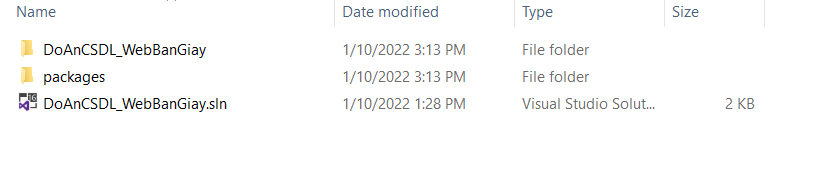 Name Date modified Type Size
DoAnCSDL_WebBanGiay 1/10/2022 3:13 PM File folder
packages 1/10/2022 3:13 PM File folder
DoAnCSDL_WebBanGiay.sln 1/10/2022 1:28 PM Visual Studio Solut... 2 KB